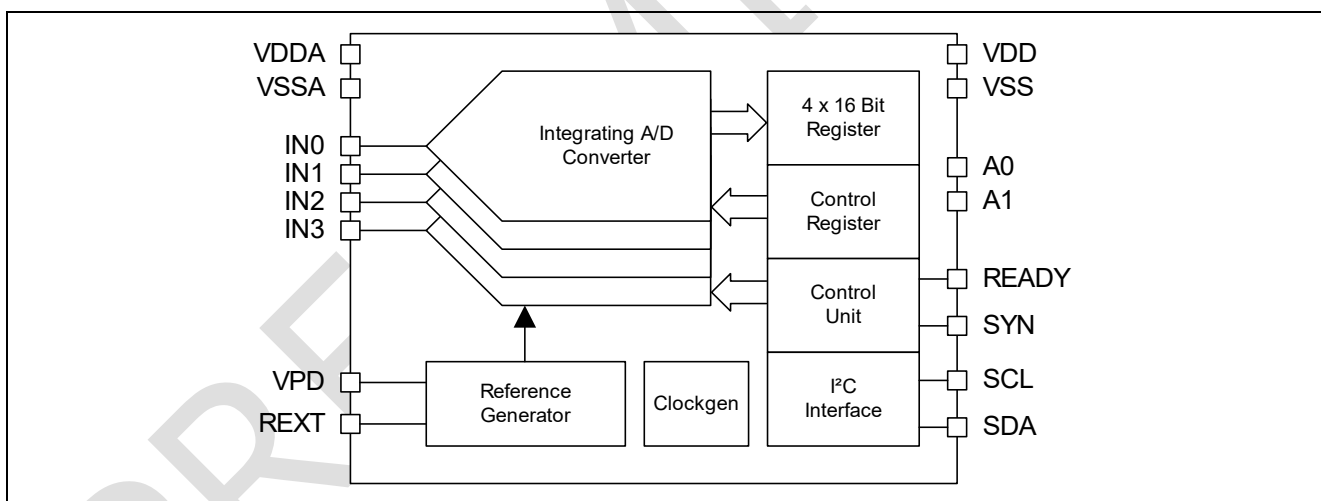 VDDA
VSSA
IN0
IN1
IN2
IN3
VPD
REXT
Integrating A/D
Converter
Reference
Generator
Clockgen
4 x 16 Bit
Register
Control
Register
Control
Unit
I²C
Interface
VDD
VSS
A0
A1
READY
SYN
SCL
SDA